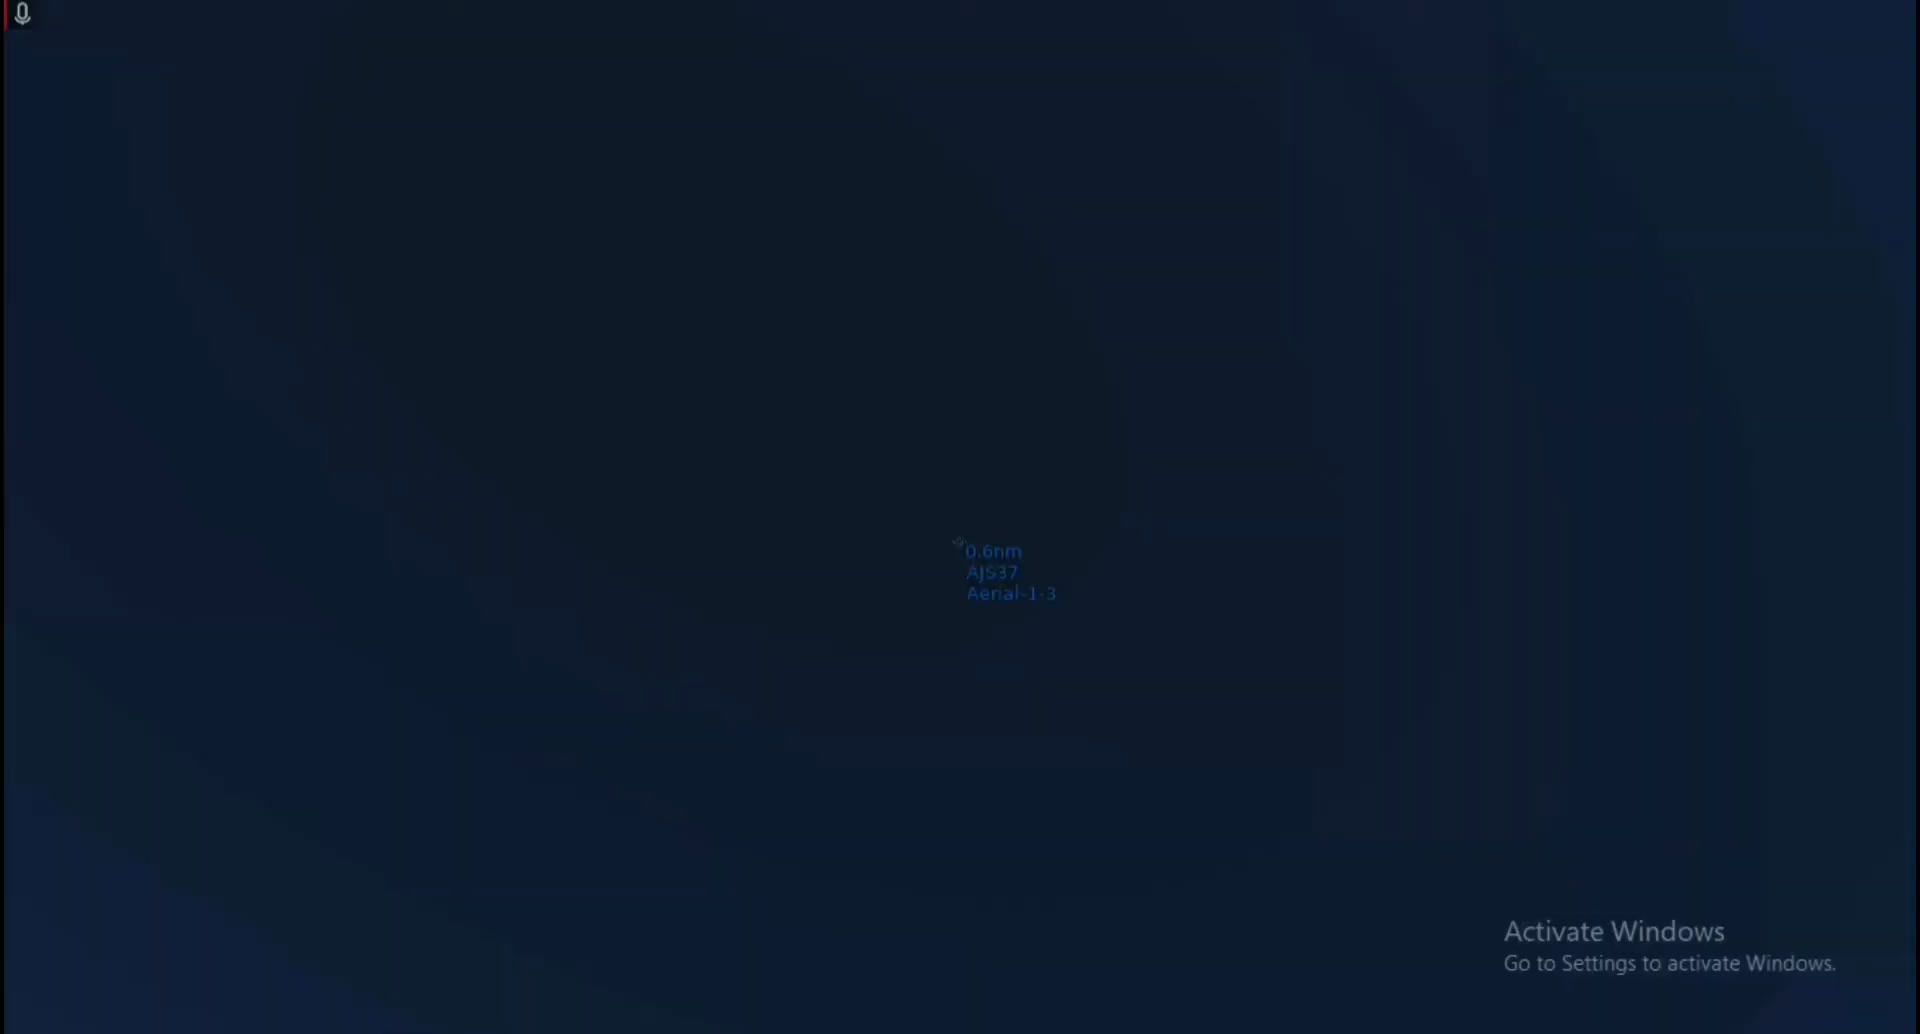 0.6nm
AJS37
Aerial-1-3
Activate Windows
Go to Settings to activate Windows.